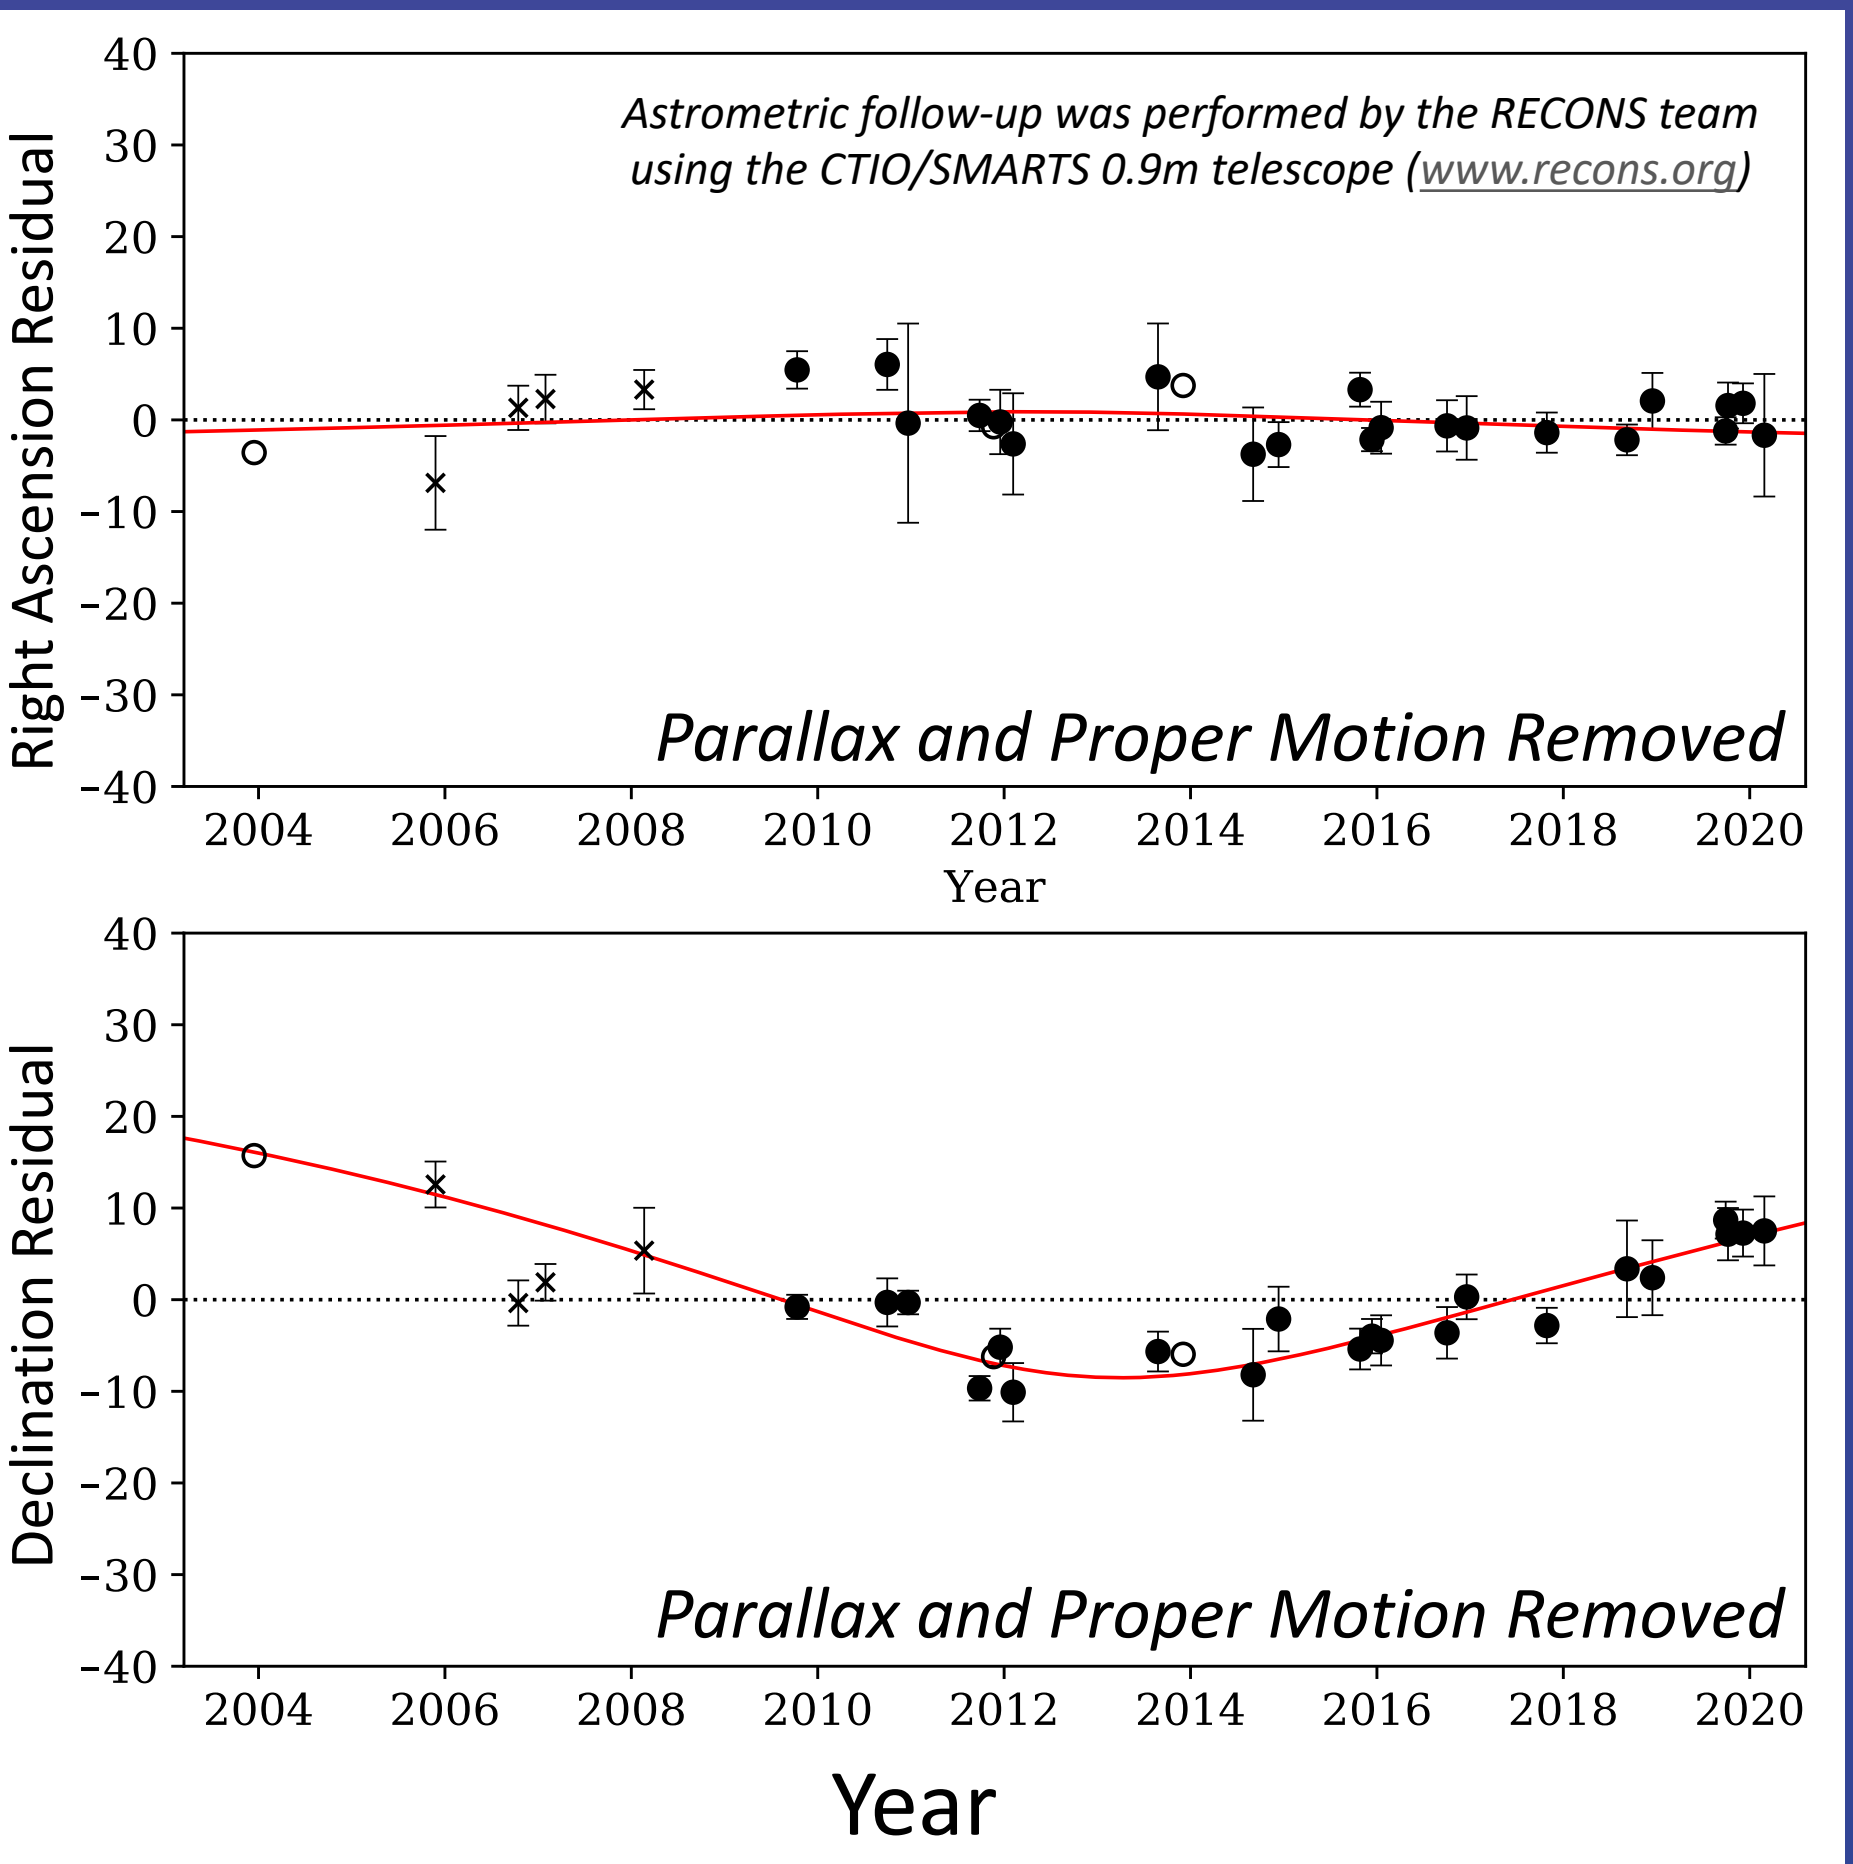 Right Ascension Residual
40
30
20
10
0
−10
−20
−30
−40
Astrometric follow-up was performed by the RECONS team
using the CTIO/SMARTS 0.9m telescope (www.recons.org)
Parallax and Proper Motion Removed
2004 2006 2008 2010 2012 2014 2016 2018 2020
Year
Declination Residual
40
30
20
10
0
−10
−20
−30
−40
Parallax and Proper Motion Removed
2004 2006 2008 2010 2012 2014 2016 2018 2020
Year